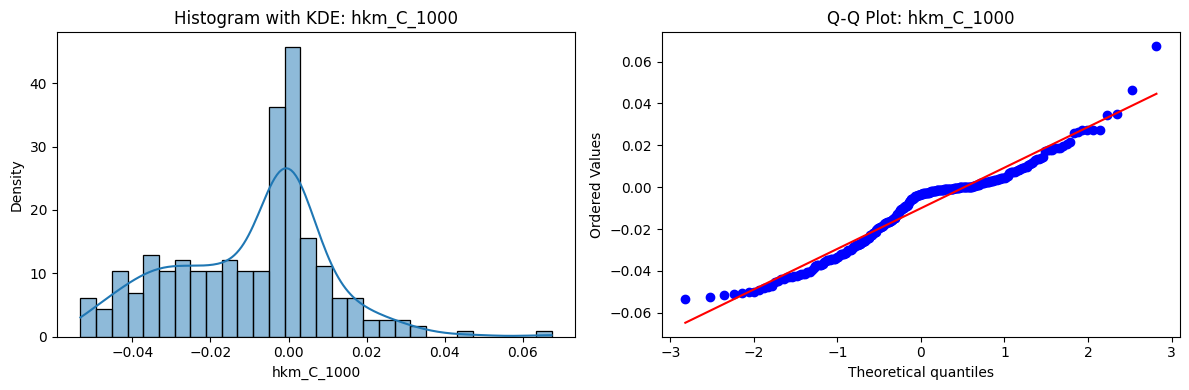 Histogram with KDE: hkm_C_1000
Density
40
30
20
10
0
−0.04 −0.02 0.00 0.02 0.04 0.06
hkm_C_1000
Q-Q Plot: hkm_C_1000
Ordered Values
0.06
0.04
0.02
0.00
−0.02
−0.04
−0.06
−3 −2 −1 0 1 2 3
Theoretical quantiles